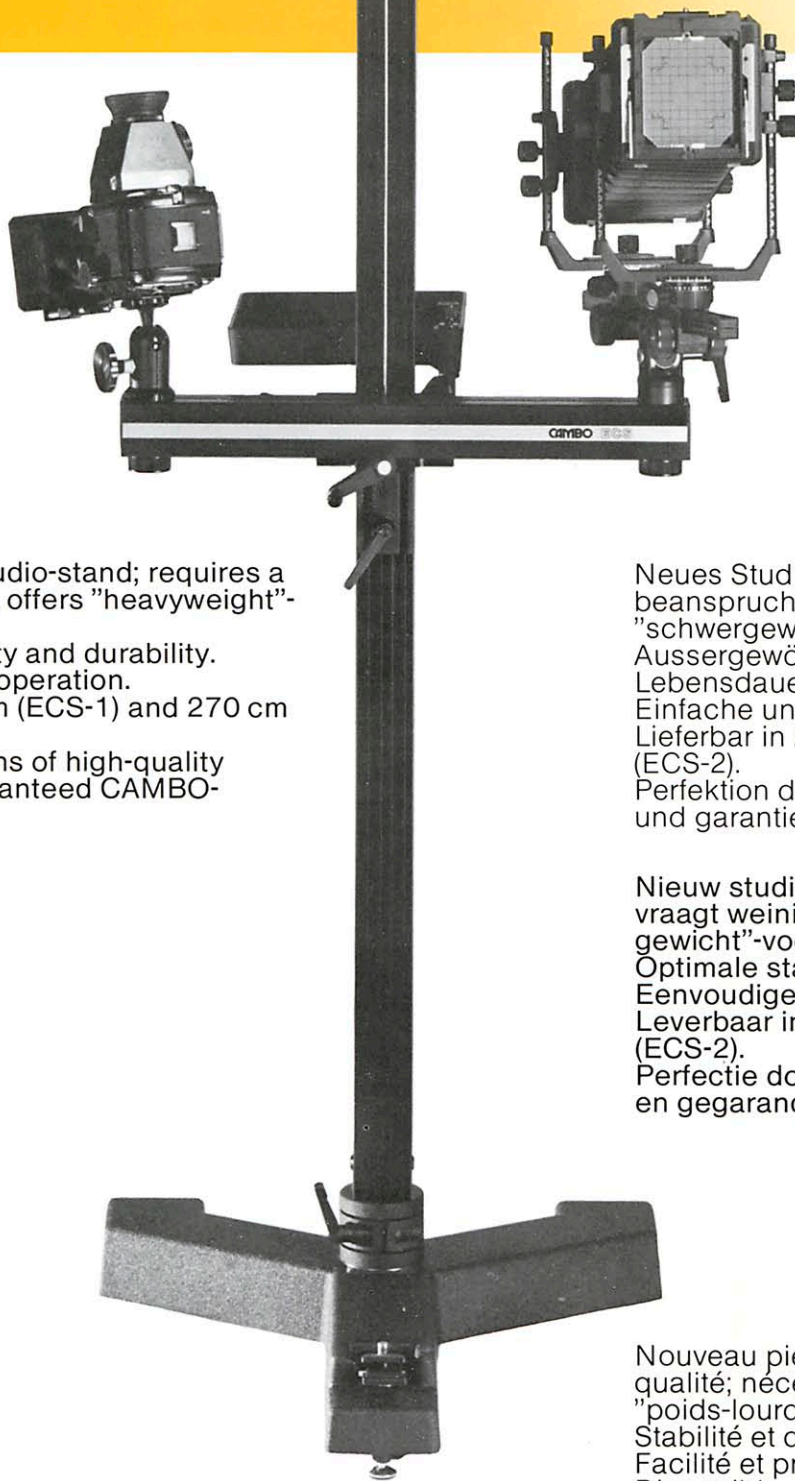 CAMBO ECS
udio-stand; requires a
offers "heavyweight"-
ty and durability.
operation.
m (ECS-1) and 270 cm
ns of high-quality
anteed CAMBO-
Neues Stud
beanspruch
"schwergew
Aussergewö
Lebensdaue
Einfache un
Lieferbar in
(ECS-2).
Perfektion d
und garantie
Nieuw studi
vraagt weini
gewicht"-vo
Optimale sta
Eenvoudige
Leverbaar in
(ECS-2).
Perfectie do
en gegarand
Nouveau pie
qualité; néce
"poids-lourd
Stabilité et d
Facilité et pr